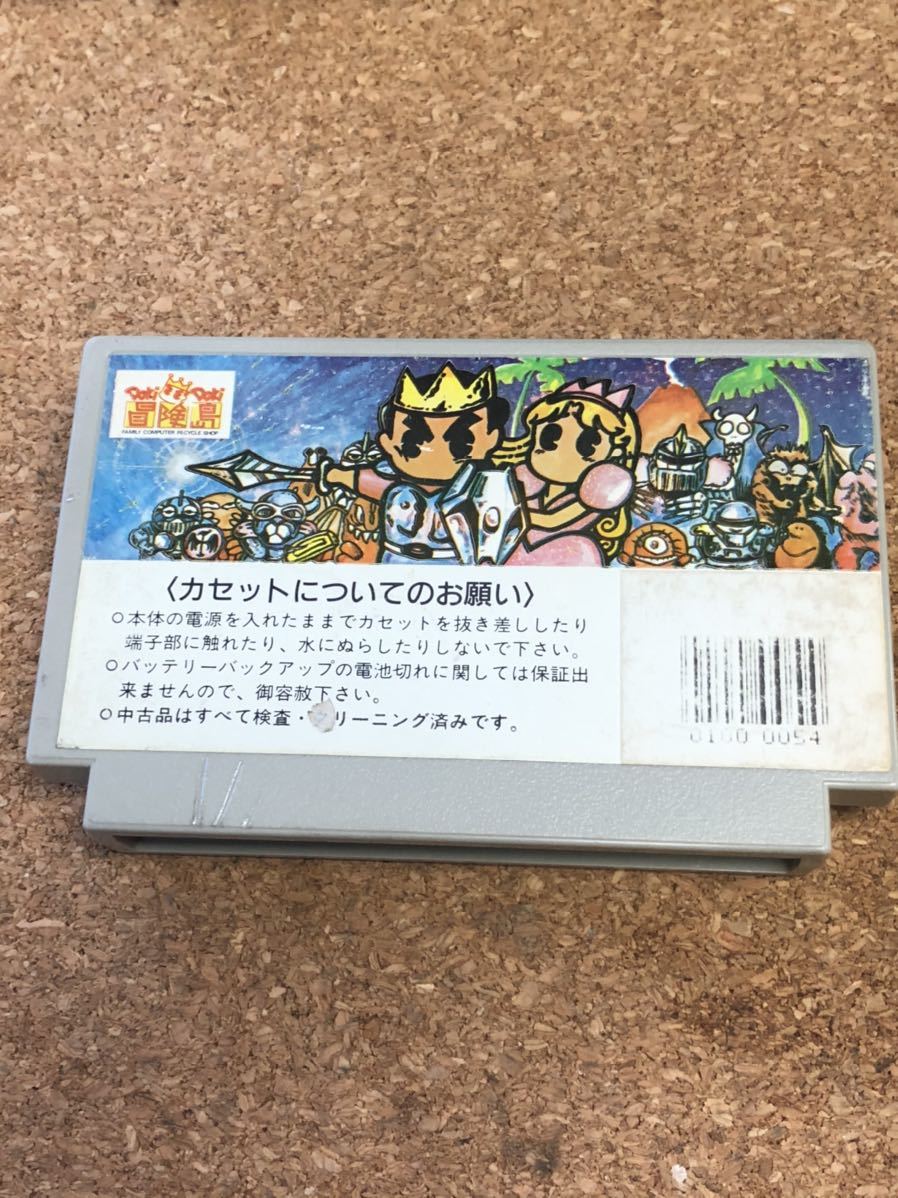 Doki Doki
冒険島
FAMILY COMPUTER RECYCLE SHOP
〈カセットについてのお願い〉
○本体の電源を入れたままでカセットを抜き差ししたり
端子部に触れたり、水にぬらしたりしないで下さい。
○バッテリーバックアップの電池切れに関しては保証出
来ませんので、御容赦下さい。
○中古品はすべて検査・クリーニング済みです。
0100 0054